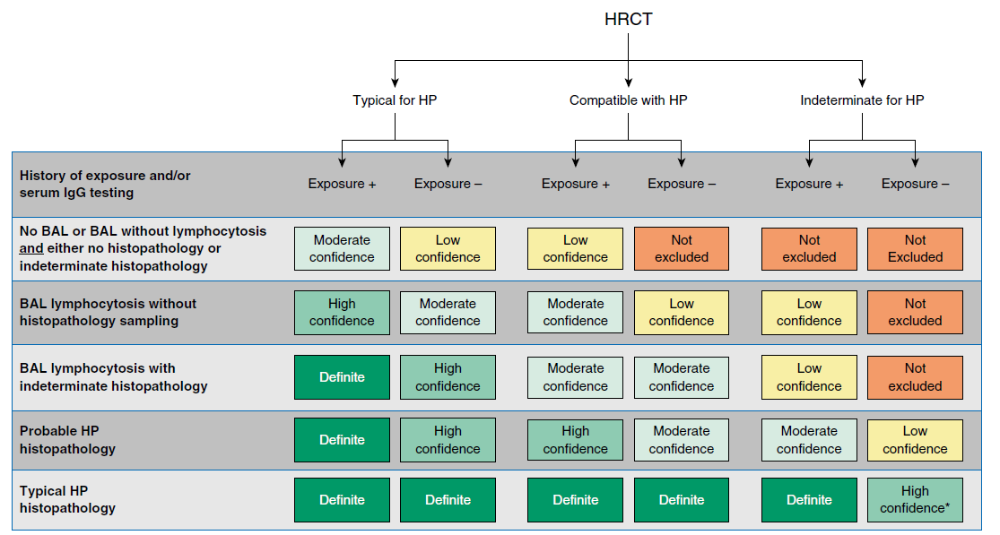 HRCT
Typical for HP
Compatible with HP
Indeterminate for HP
History of exposure and/or
serum IgG testing
Exposure +
Exposure –
Exposure +
Exposure –
Exposure +
Exposure –
No BAL or BAL without lymphocytosis
and either no histopathology or
indeterminate histopathology
Moderate
confidence
Low
confidence
Low
confidence
Not
excluded
Not
excluded
Not
Excluded
BAL lymphocytosis without
histopathology sampling
High
confidence
Moderate
confidence
Moderate
confidence
Low
confidence
Low
confidence
Not
excluded
BAL lymphocytosis with
indeterminate histopathology
Definite
High
confidence
Moderate
confidence
Moderate
confidence
Low
confidence
Not
excluded
Probable HP
histopathology
Definite
High
confidence
High
confidence
Moderate
confidence
Moderate
confidence
Low
confidence
Typical HP
histopathology
Definite
Definite
Definite
Definite
Definite
High
confidence*